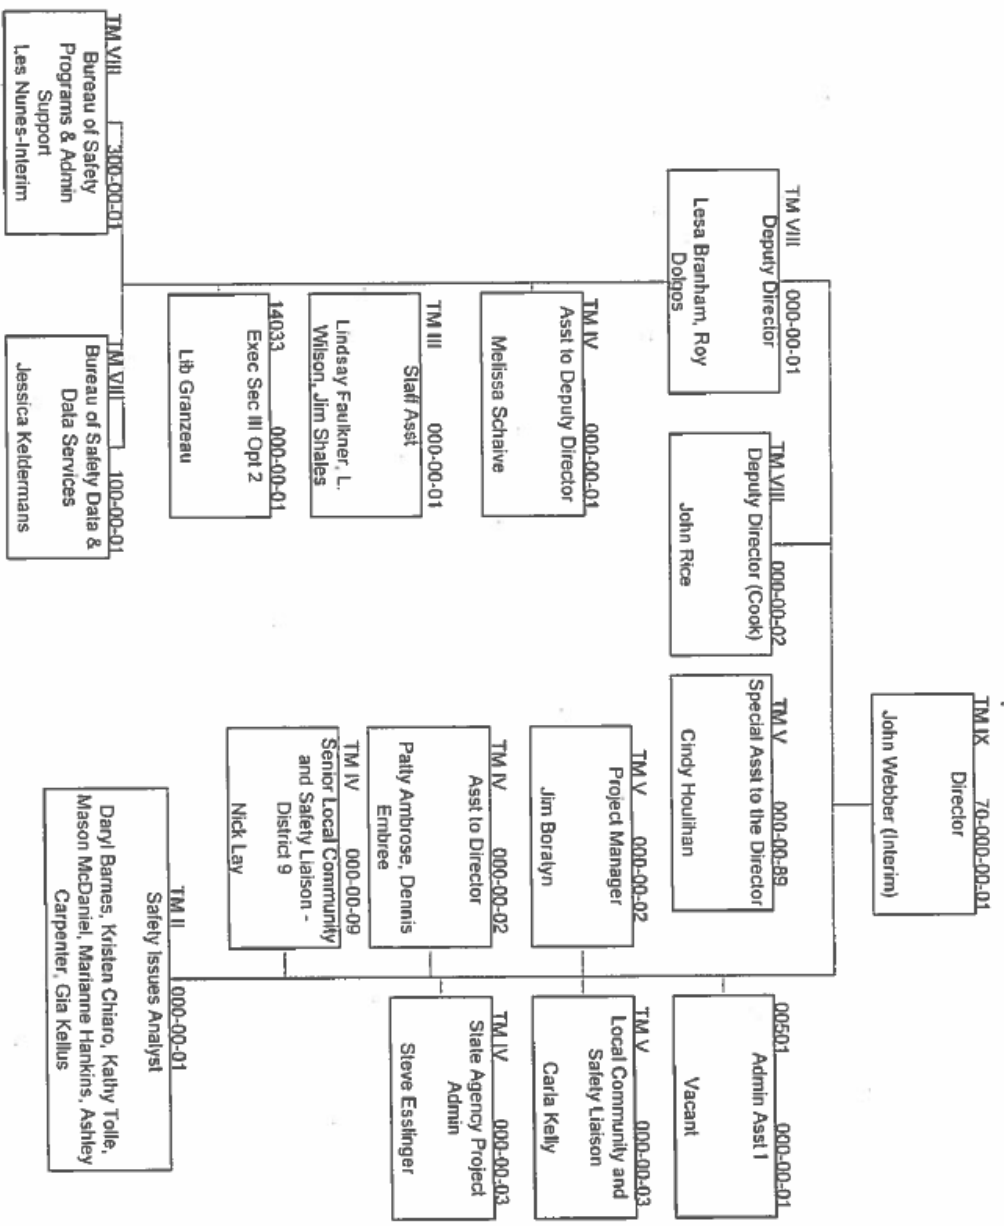 TM IX 70-000-00-01
Director
John Webber (Interim)
TM VIII 000-00-01
Deputy Director
Lesa Branham, Roy
Dolgos
TM VIII 000-00-02
Deputy Director (Cook)
John Rice
TM V 000-00-89
Special Asst to the Director
Cindy Houlihan
00501 000-00-01
Admin Asst I
Vacant
TM IV 000-00-01
Asst to Deputy Director
Melissa Schaive
TM V 000-00-02
Project Manager
Jim Boratyn
TM V 000-00-03
Local Community and
Safety Liaison
Carla Kelly
TM III 000-00-01
Staff Asst
Lindsay Faulkner, L.
Wilson, Jim Shales
TM IV 000-00-02
Asst to Director
Patty Ambrose, Dennis
Embree
TM IV 000-00-03
State Agency Project
Admin
Steve Esslinger
14033 000-00-01
Exec Sec III Opt 2
Lib Granzeau
TM IV 000-00-09
Senior Local Community
and Safety Liaison -
District 9
Nick Lay
TM VIII 300-00-01
Bureau of Safety
Programs & Admin
Support
Les Nunes-Interim
TM VIII 100-00-01
Bureau of Safety Data &
Data Services
Jessica Keldermans
TM II 000-00-01
Safety Issues Analyst
Daryl Barnes, Kristen Chiaro, Kathy Tolle,
Mason McDaniel, Marianne Hankins, Ashley
Carpenter, Gia Kellus